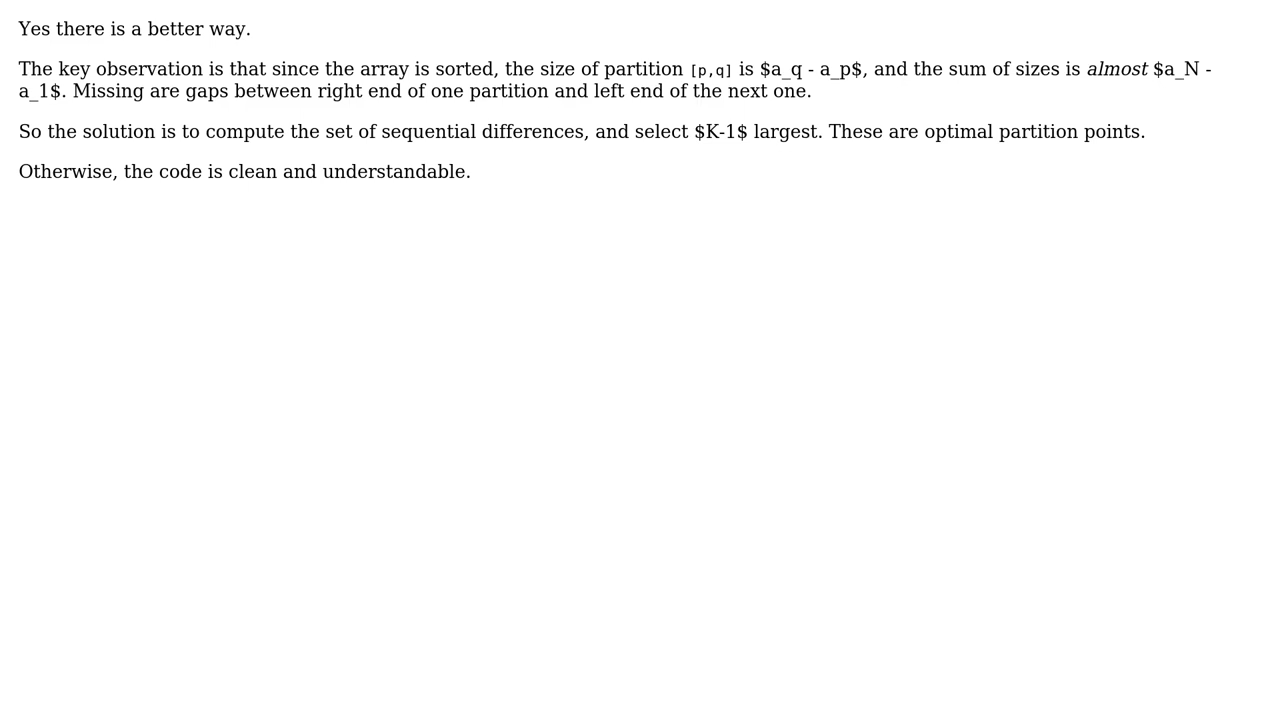 Yes there is a better way.
The key observation is that since the array is sorted, the size of partition [p,q] is $a_q - a_p$, and the sum of sizes is almost $a_N -
a_1$. Missing are gaps between right end of one partition and left end of the next one.
So the solution is to compute the set of sequential differences, and select $K-1$ largest. These are optimal partition points.
Otherwise, the code is clean and understandable.